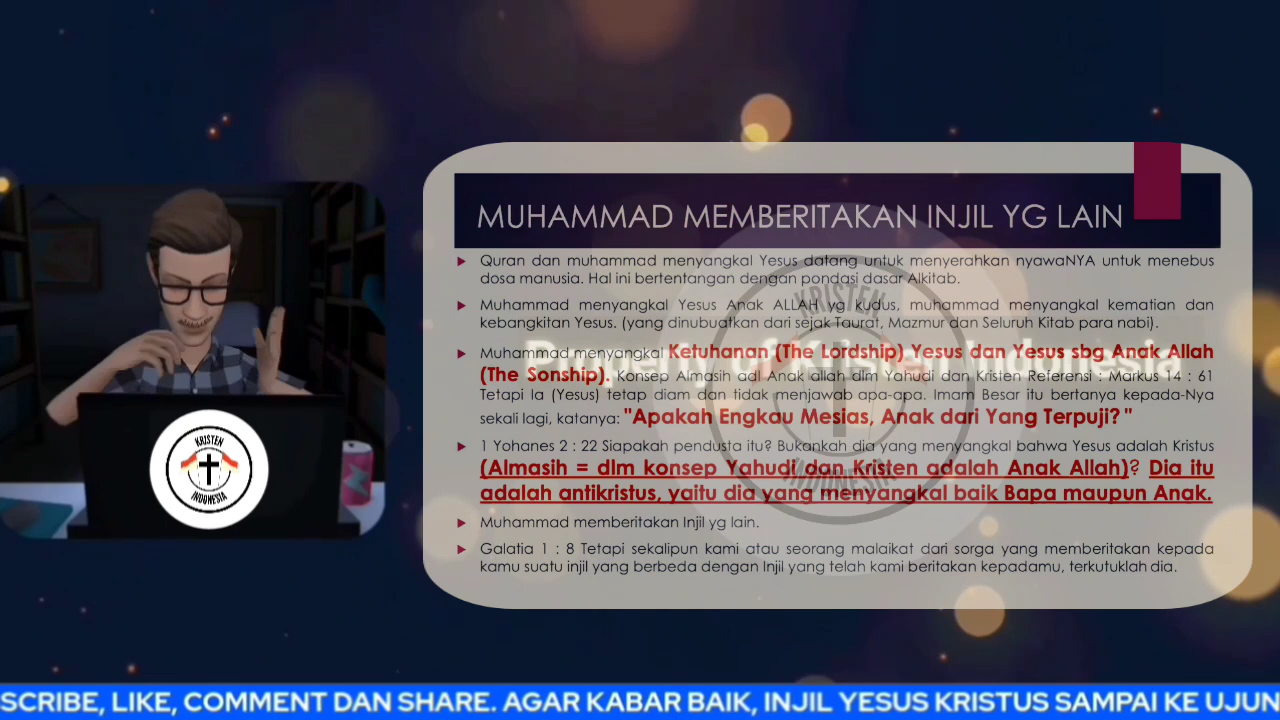 MUHAMMAD MEMBERITAKAN INJIL YG LAIN
Quran dan muhammad menyangkal Yesus datang untuk menyerahkan nyawaNYA untuk menebus
dosa manusia. Hal ini bertentangan dengan pondasi dasar Alkitab.
Muhammad menyangkal Yesus Anak ALLAH yg kudus, muhammad menyangkal kematian dan
kebangkitan Yesus. (yang dinubuatkan dari sejak Taurat, Mazmur dan Seluruh Kitab para nabi).
Muhammad menyangkal Ketuhanan (The Lordship) Yesus dan Yesus sbg Anak Allah
(The Sonship). Konsep Almasih adl Anak allah dlm Yahudi dan Kristen Referensi : Markus 14 : 61
Tetapi Ia (Yesus) tetap diam dan tidak menjawab apa-apa. Imam Besar itu bertanya kepada-Nya
sekali lagi, katanya: "Apakah Engkau Mesias, Anak dari Yang Terpuji? "
1 Yohanes 2 : 22 Siapakah pendusta itu? Bukankah dia yang menyangkal bahwa Yesus adalah Kristus
(Almasih = dlm konsep Yahudi dan Kristen adalah Anak Allah)? Dia itu
adalah antikristus, yaitu dia yang menyangkal baik Bapa maupun Anak.
Muhammad memberitakan Injil yg lain.
Galatia 1 : 8 Tetapi sekalipun kami atau seorang malaikat dari sorga yang memberitakan kepada
kamu suatu injil yang berbeda dengan Injil yang telah kami beritakan kepadamu, terkutuklah dia.
KRISTEN
INDONESIA
KRISTEN
INDONESIA
SCRIBE, LIKE, COMMENT DAN SHARE. AGAR KABAR BAIK, INJIL YESUS KRISTUS SAMPAI KE UJUN